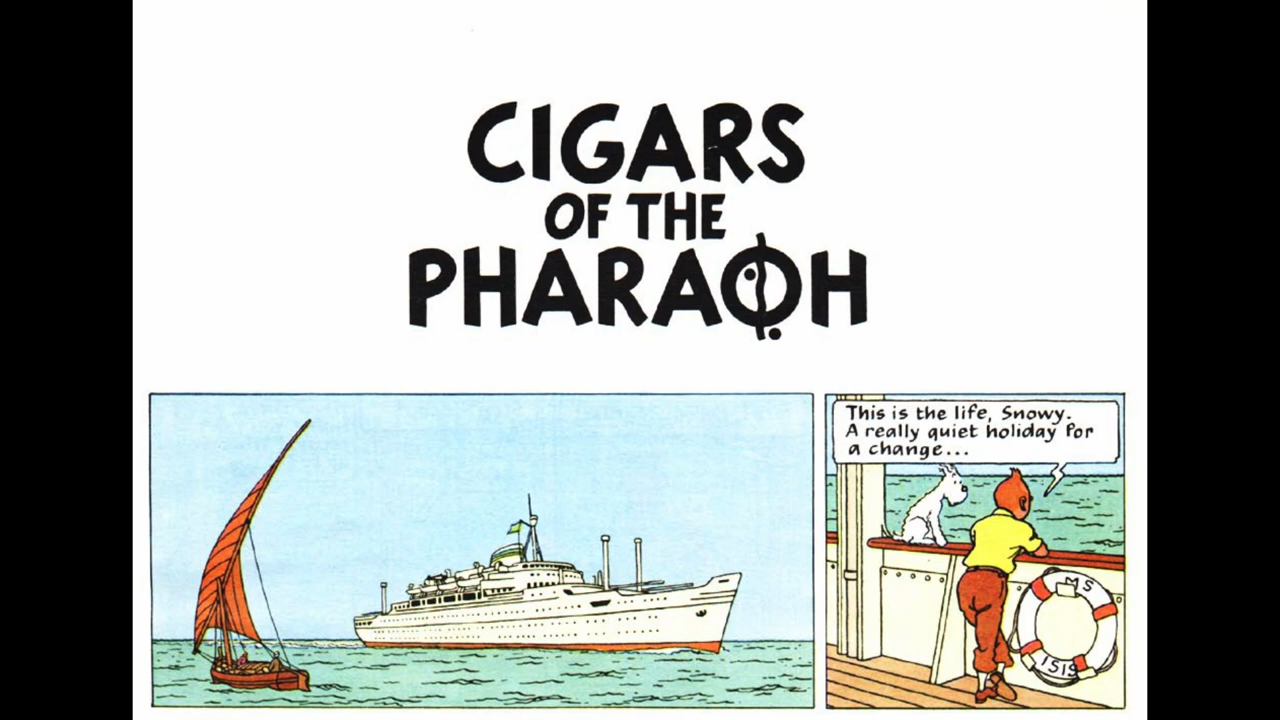 CIGARS
OF THE
PHARAOH
This is the life, Snowy.
A really quiet holiday for
a change...
MS
ISIS